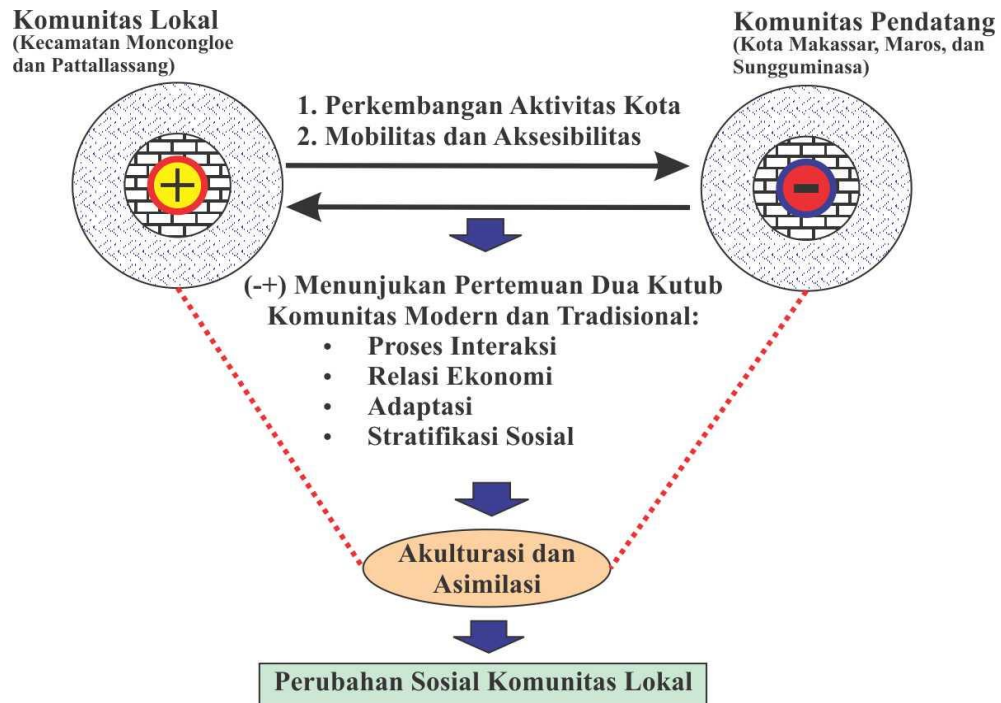 Komunitas Lokal
(Kecamatan Moncongloe
dan Pattallassang)
Komunitas Pendatang
(Kota Makassar, Maros, dan
Sungguminasa)
1. Perkembangan Aktivitas Kota
2. Mobilitas dan Aksesibilitas
+
-
(-+) Menunjukan Pertemuan Dua Kutub
Komunitas Modern dan Tradisional:
• Proses Interaksi
• Relasi Ekonomi
• Adaptasi
• Stratifikasi Sosial
Akulturasi dan
Asimilasi
Perubahan Sosial Komunitas Lokal